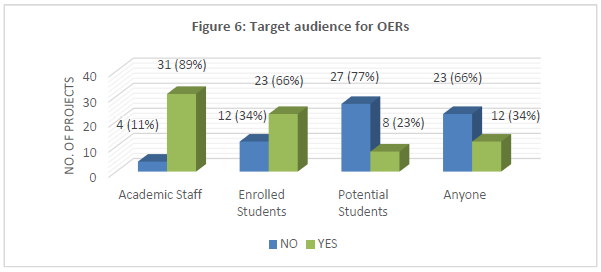 Figure 6: Target audience for OERs
NO. OF PROJECTS
40
30
20
10
0
4 (11%)
31 (89%)
12 (34%)
23 (66%)
27 (77%)
8 (23%)
23 (66%)
12 (34%)
Academic Staff
Enrolled
Students
Potential
Students
Anyone
NO YES